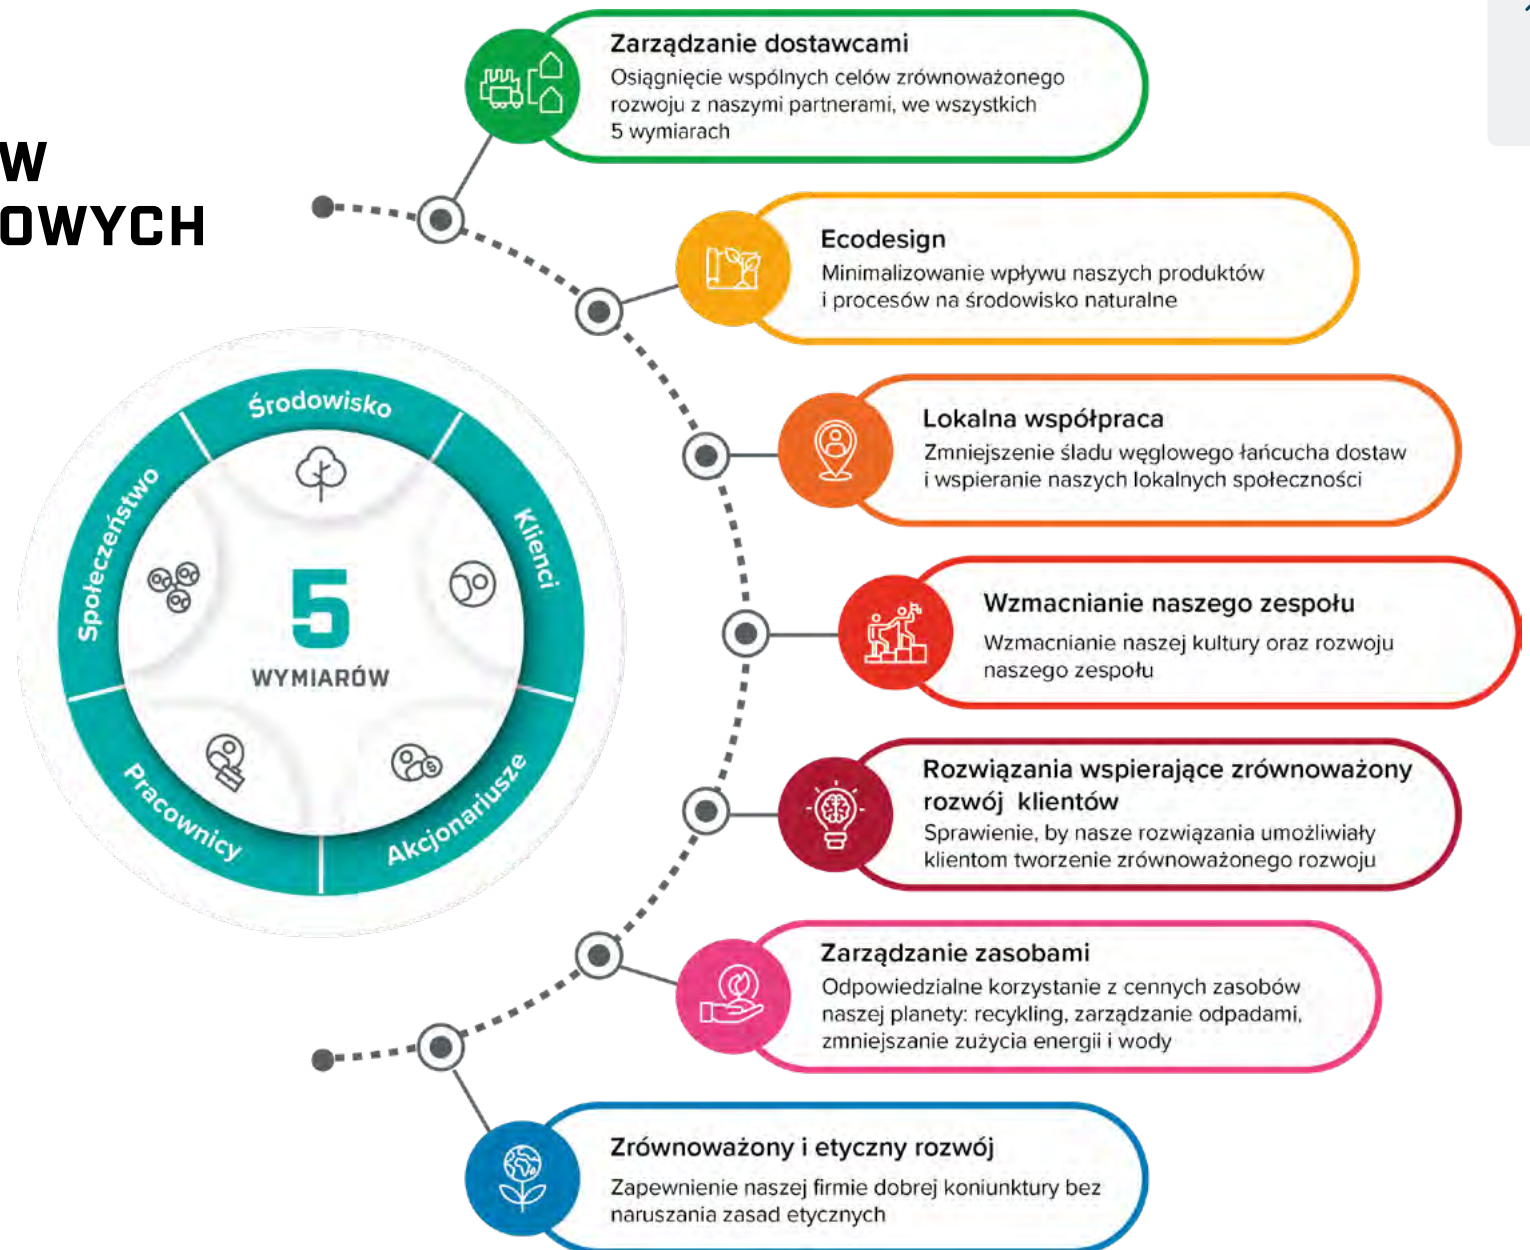 W
OWYCH
Zarządzanie dostawcami
Osiągnięcie wspólnych celów zrównoważonego
rozwoju z naszymi partnerami, we wszystkich
5 wymiarach
Ecodesign
Minimalizowanie wpływu naszych produktów
i procesów na środowisko naturalne
Lokalna współpraca
Zmniejszenie śladu węglowego łańcucha dostaw
i wspieranie naszych lokalnych społeczności
Wzmacnianie naszego zespołu
Wzmacnianie naszej kultury oraz rozwoju
naszego zespołu
Rozwiązania wspierające zrównoważony
rozwój klientów
Sprawienie, by nasze rozwiązania umożliwiały
klientom tworzenie zrównoważonego rozwoju
Zarządzanie zasobami
Odpowiedzialne korzystanie z cennych zasobów
naszej planety: recykling, zarządzanie odpadami,
zmniejszanie zużycia energii i wody
Zrównoważony i etyczny rozwój
Zapewnienie naszej firmie dobrej koniunktury bez
naruszania zasad etycznych
Środowisko
Klienci
Akcjonariusze
Pracownicy
Społeczeństwo
5
WYMIARÓW